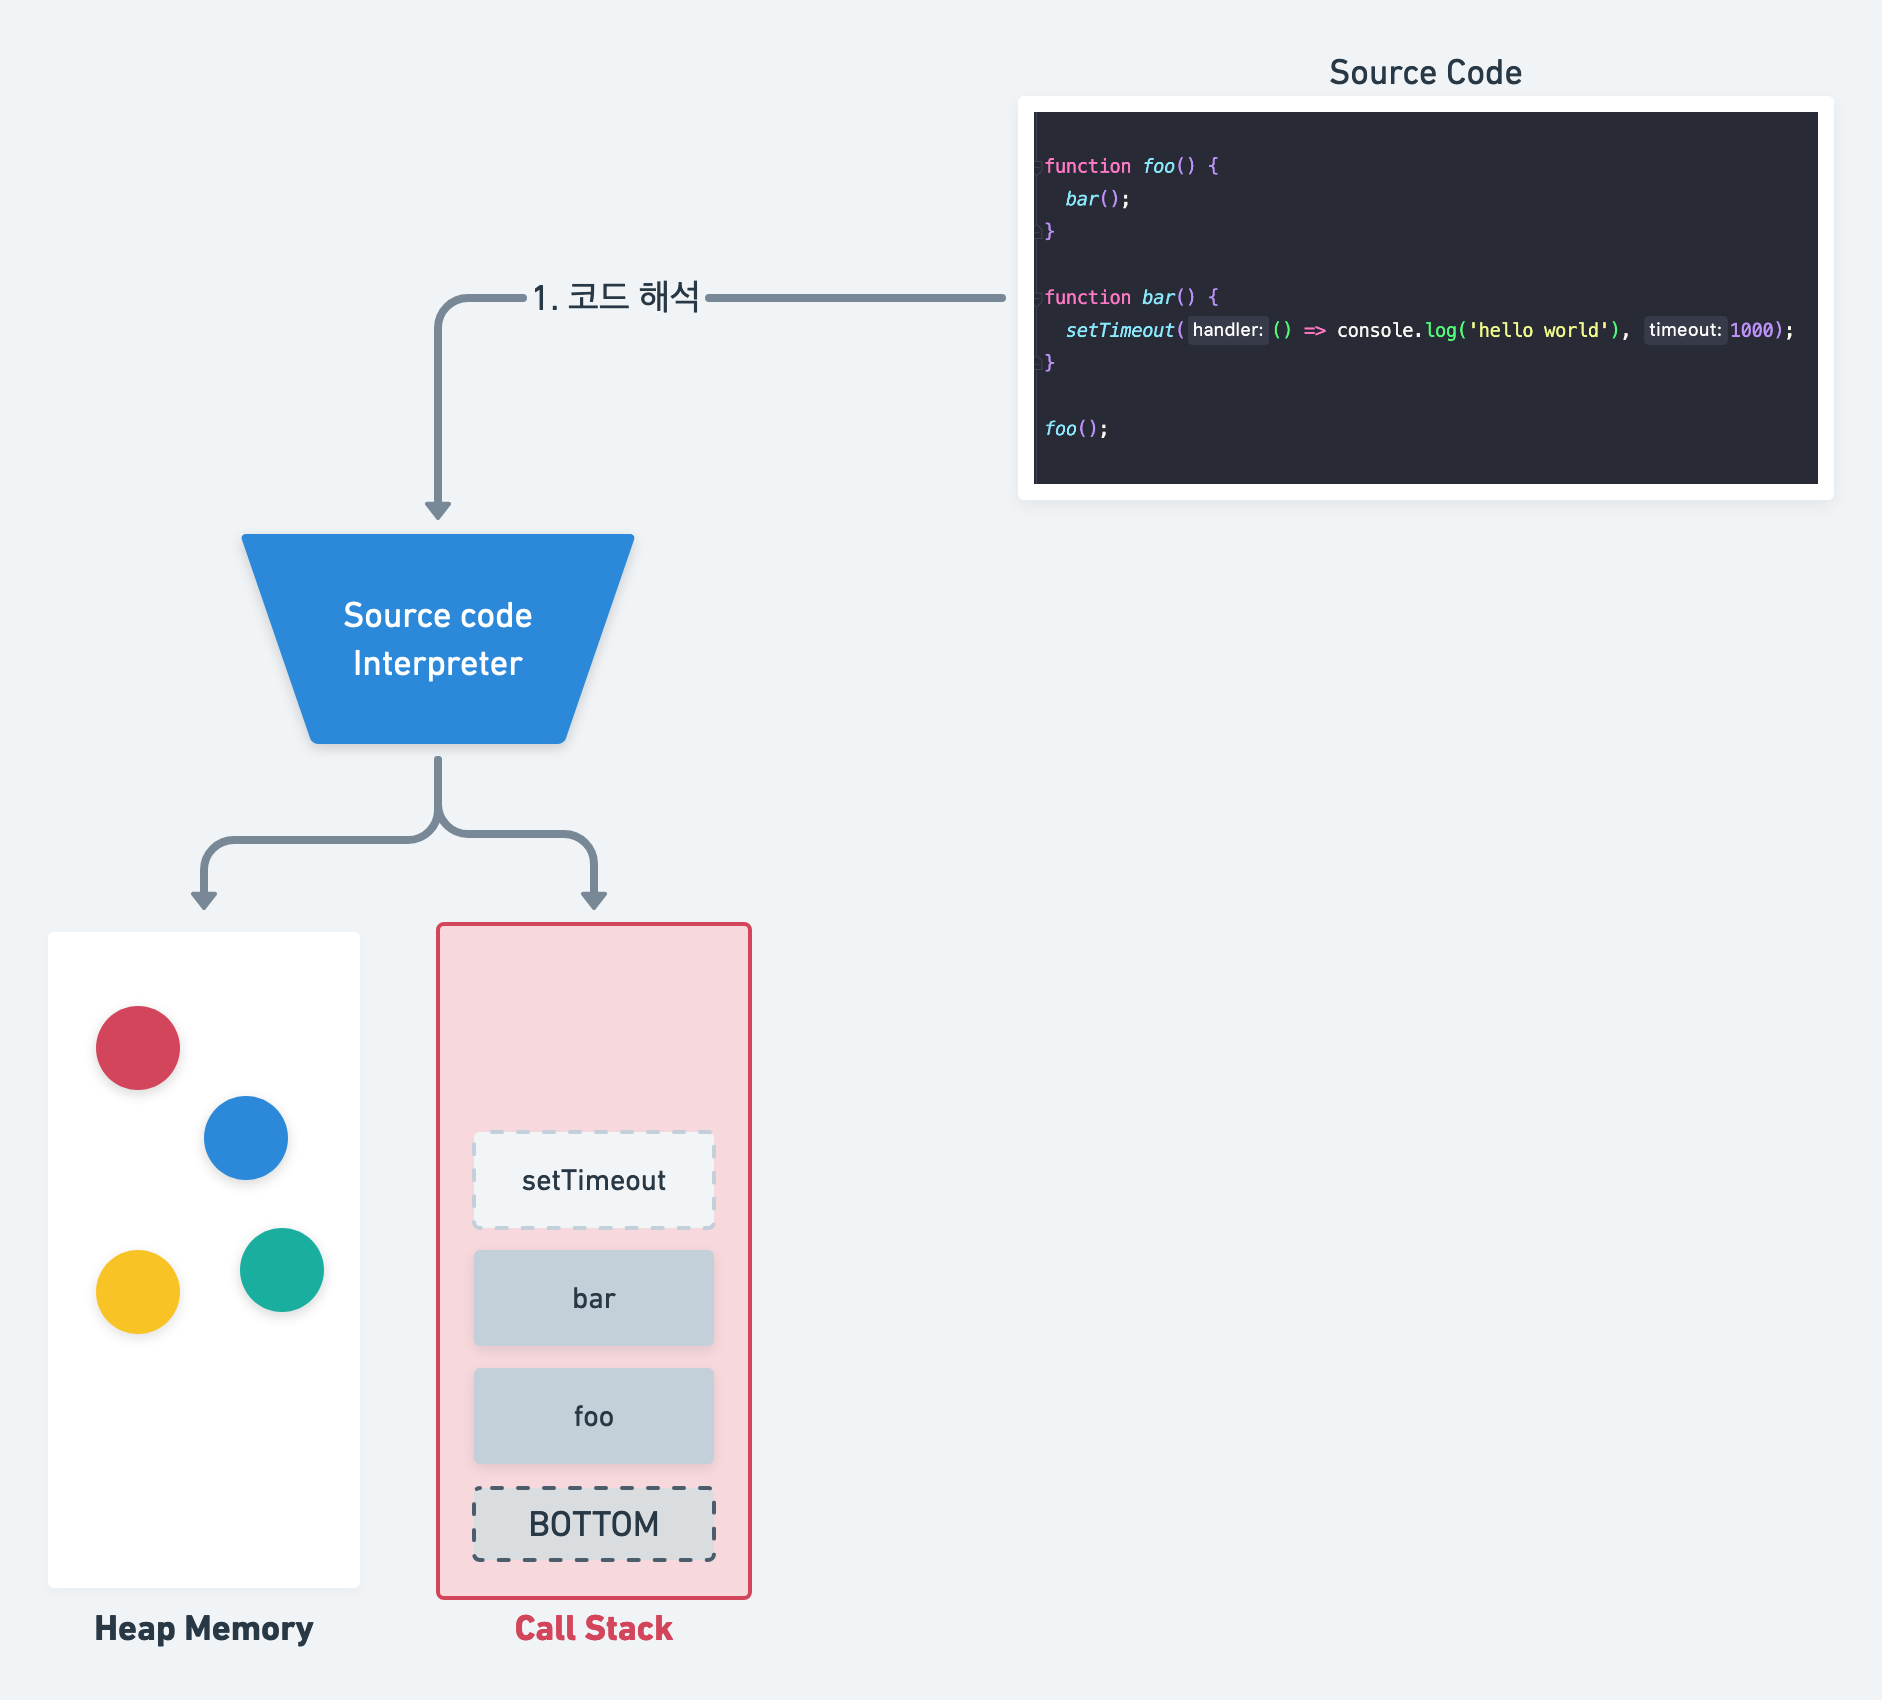 Source Code
function foo() {
  bar();
}
function bar() {
  setTimeout( handler: () => console.log('hello world'), timeout: 1000);
}
foo();
1. 코드 해석
Source code
Interpreter
setTimeout
bar
foo
BOTTOM
Heap Memory
Call Stack